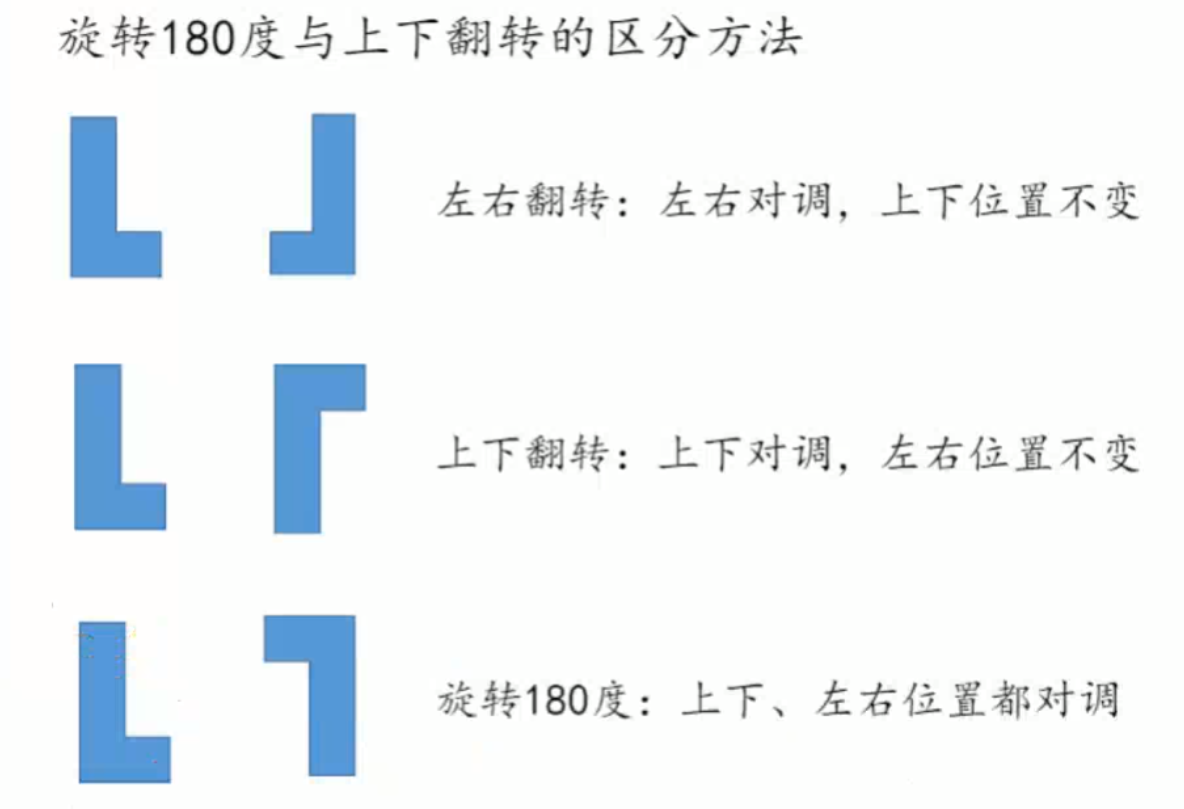 旋转180度与上下翻转的区分方法
左右翻转：左右对调，上下位置不变
上下翻转：上下对调，左右位置不变
旋转180度：上下、左右位置都对调